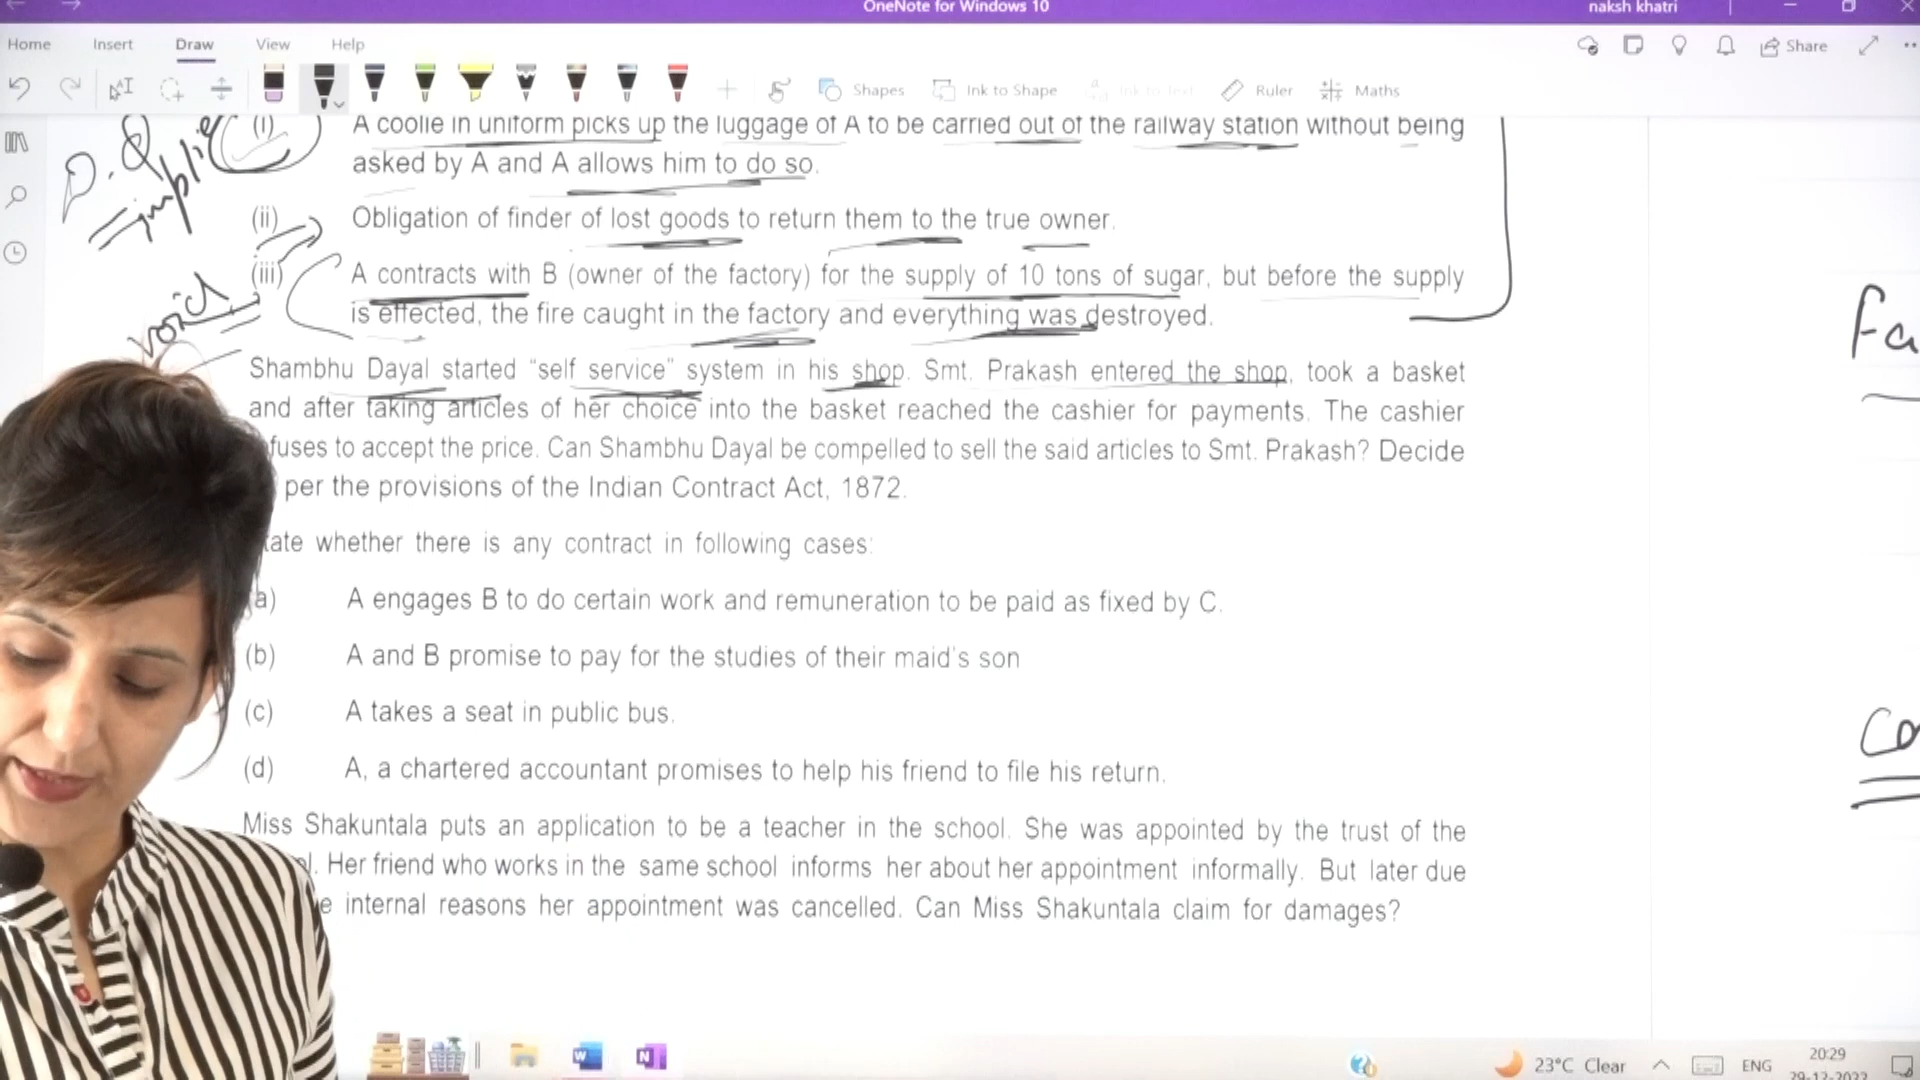 OneNote for Windows 10
naksh khatri
Home Insert Draw View Help
Share
Shapes Ink to Shape Ink to Text Ruler Maths
(i) A coolie in uniform picks up the luggage of A to be carried out of the railway station without being
asked by A and A allows him to do so.
(ii) Obligation of finder of lost goods to return them to the true owner.
(iii) A contracts with B (owner of the factory) for the supply of 10 tons of sugar, but before the supply
is effected, the fire caught in the factory and everything was destroyed.
void
Shambhu Dayal started “self service” system in his shop. Smt. Prakash entered the shop, took a basket
and after taking articles of her choice into the basket reached the cashier for payments. The cashier
fuses to accept the price. Can Shambhu Dayal be compelled to sell the said articles to Smt. Prakash? Decide
per the provisions of the Indian Contract Act, 1872.
tate whether there is any contract in following cases:
(a) A engages B to do certain work and remuneration to be paid as fixed by C.
(b) A and B promise to pay for the studies of their maid's son
(c) A takes a seat in public bus.
(d) A, a chartered accountant promises to help his friend to file his return.
Miss Shakuntala puts an application to be a teacher in the school. She was appointed by the trust of the
l. Her friend who works in the same school informs her about her appointment informally. But later due
e internal reasons her appointment was cancelled. Can Miss Shakuntala claim for damages?
Fa
Co
23°C Clear
ENG
20:29
29-12-2022